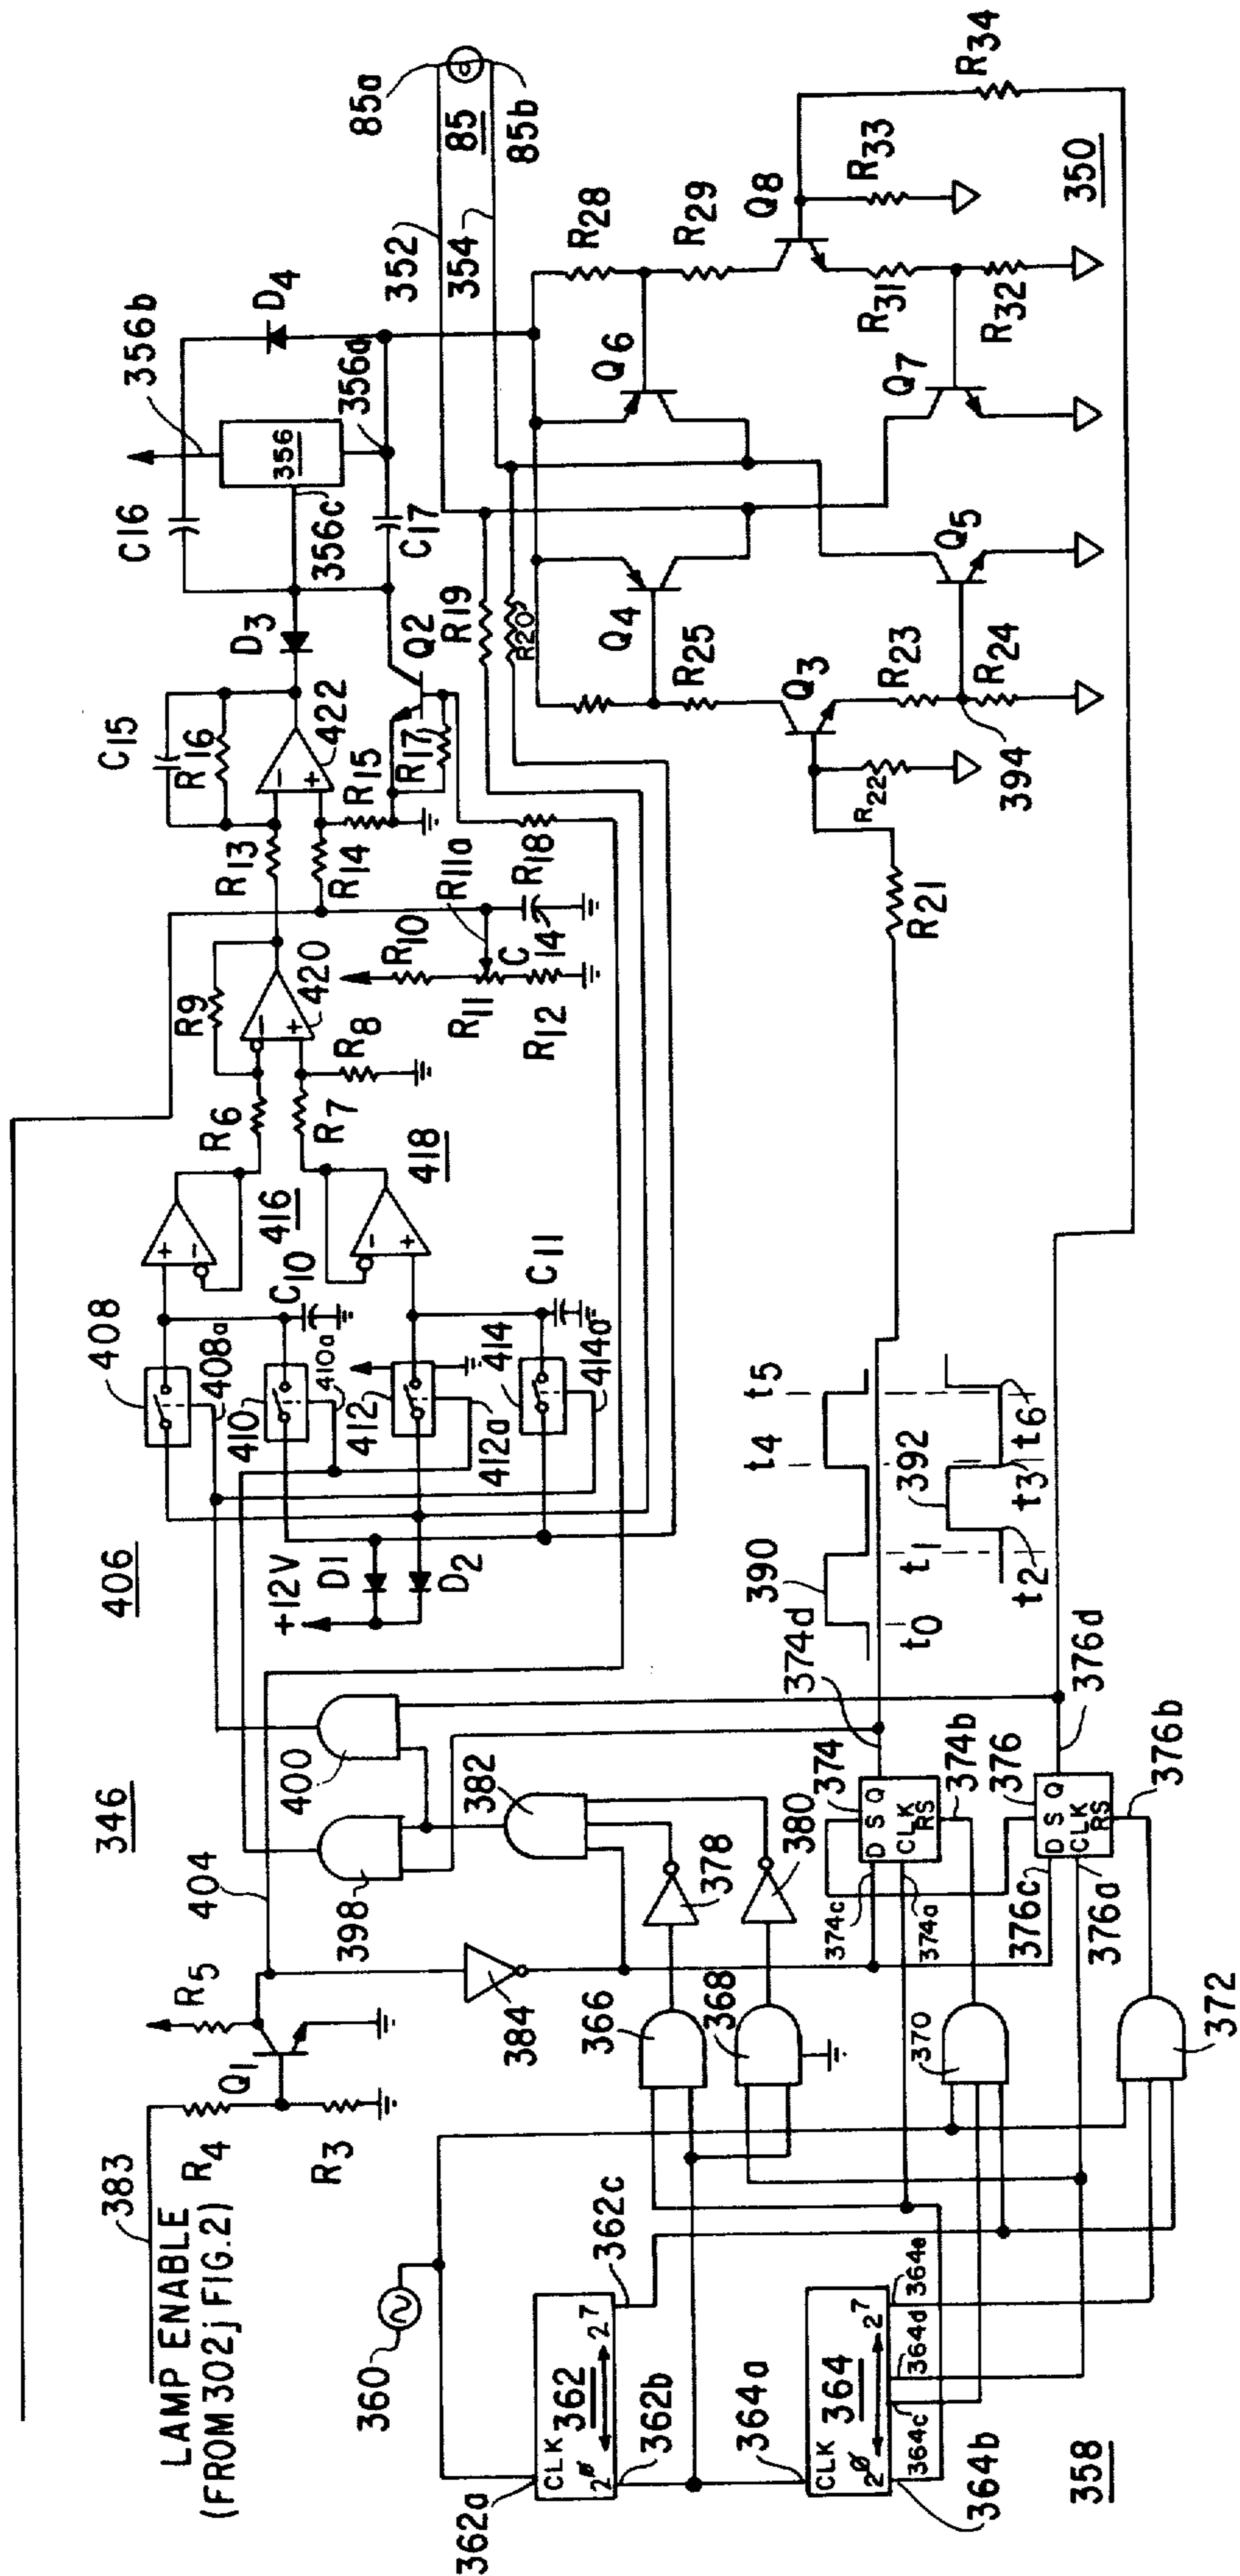 346
406
LAMP ENABLE
(FROM 302j FIG.2)
383
R4
R3
Q1
R5
404
384
360
362a
CLK
362
2⁰ 2⁷
362b
362c
364a
CLK
364
2⁰ 2⁷
364b
364c
364d
364e
358
366
368
370
372
378
380
382
398
400
374
D S Q
CLK
RS
374a
374b
374c
374d
376
D S Q
CLK
RS
376a
376b
376c
376d
+12V
D1
D2
408
408a
410
410a
412
412a
414
414a
C10
C11
416
418
+
−
−
+
R6
R7
R8
R9
420
−
+
R10
R11
R11a
R12
C14
R13
R14
R15
R16
C15
422
−
+
D3
R17
R18
Q2
C16
C17
356
356a
356b
356c
D4
R19
R20
352
354
85
85a
85b
390
t0
t1
t4
t5
392
t2
t3
t6
R21
R22
Q3
R23
R24
394
R25
Q4
Q5
Q6
Q7
R28
R29
Q8
R31
R32
R33
R34
350